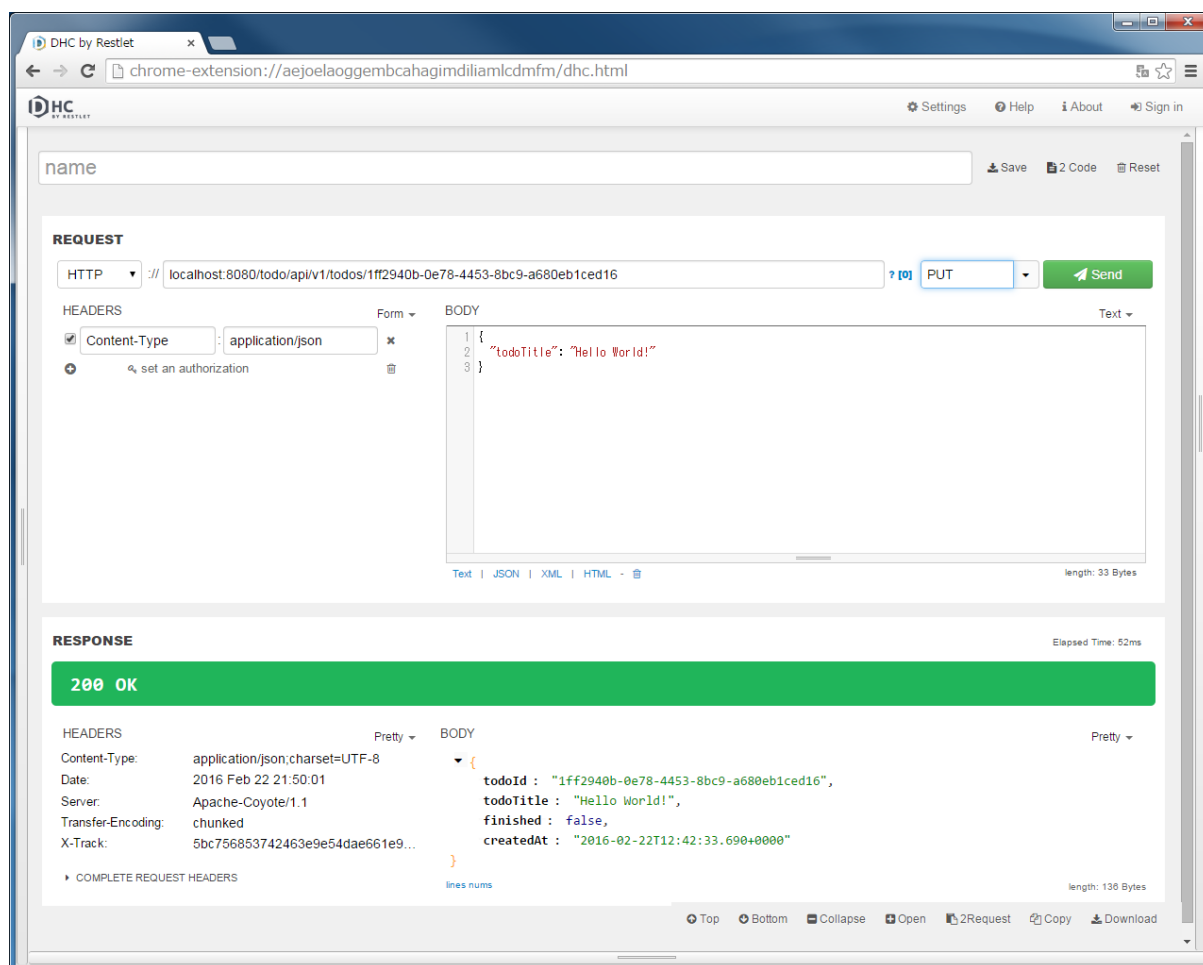 DHC by Restlet
chrome-extension://aejoelaoggembcahagimdiliamlcdmfm/dhc.html
DHC BY RESTLET
Settings Help About Sign in
name
Save 2 Code Reset
REQUEST
HTTP :// localhost:8080/todo/api/v1/todos/1ff2940b-0e78-4453-8bc9-a680eb1ced16 ? [0] PUT Send
HEADERS Form BODY Text
Content-Type : application/json
set an authorization
1 {
2 "todoTitle": "Hello World!"
3 }
Text | JSON | XML | HTML - length: 33 Bytes
RESPONSE Elapsed Time: 52ms
200 OK
HEADERS Pretty BODY Pretty
Content-Type: application/json;charset=UTF-8
Date: 2016 Feb 22 21:50:01
Server: Apache-Coyote/1.1
Transfer-Encoding: chunked
X-Track: 5bc756853742463e9e54dae661e9...
COMPLETE REQUEST HEADERS
{
todoId : "1ff2940b-0e78-4453-8bc9-a680eb1ced16",
todoTitle : "Hello World!",
finished : false,
createdAt : "2016-02-22T12:42:33.690+0000"
}
lines nums length: 136 Bytes
Top Bottom Collapse Open 2Request Copy Download